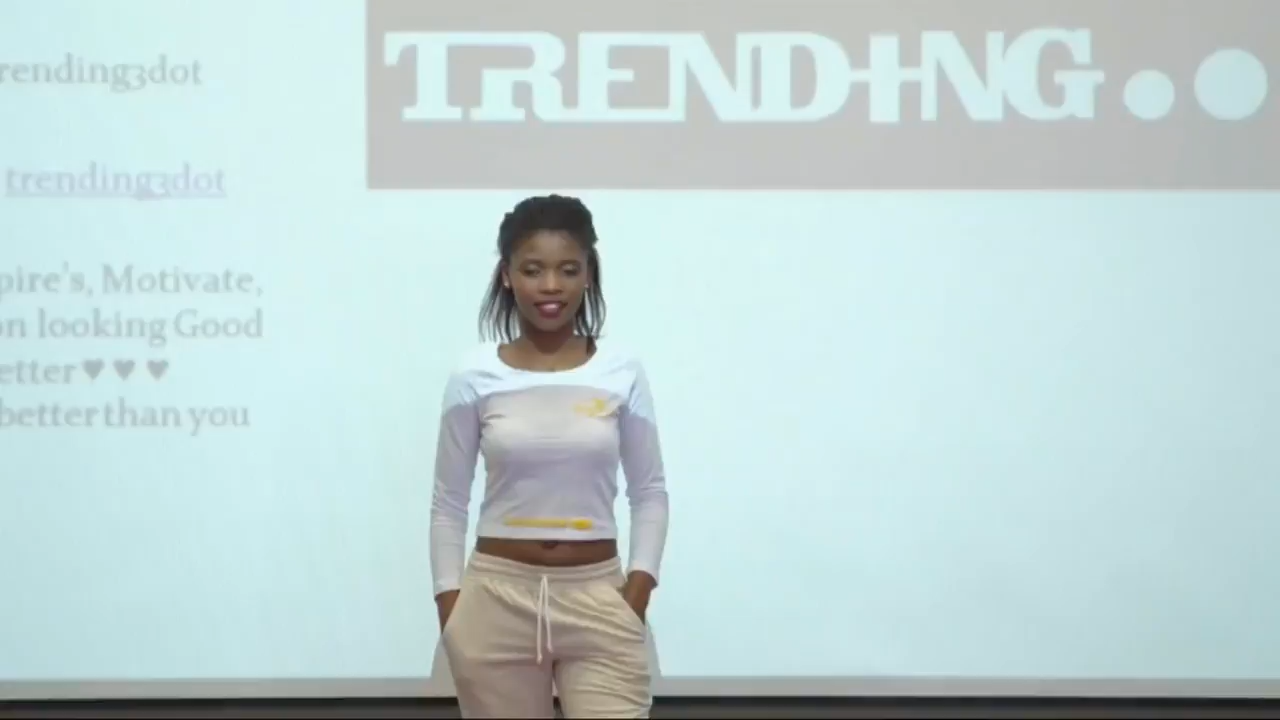 TRENDING..
rending3dot
trending3dot
pire's, Motivate,
on looking Good
etter♥♥♥
better than you